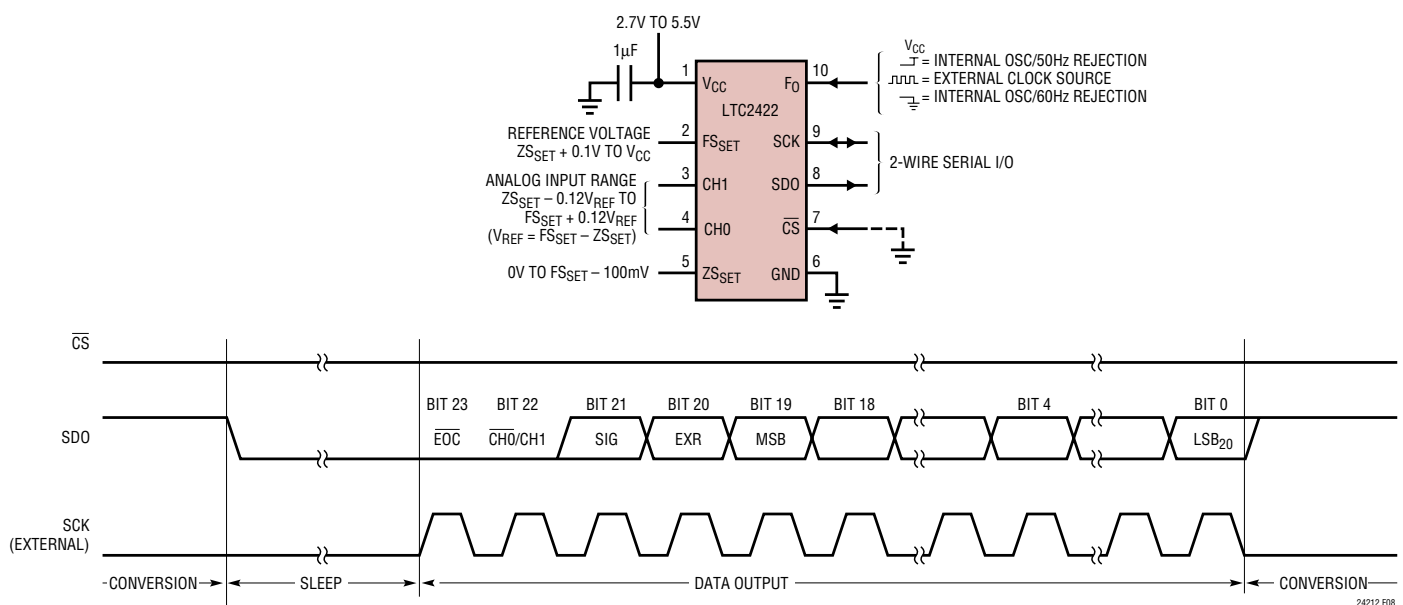 2.7V TO 5.5V
1µF
1
VCC
LTC2422
FO
10
VCC
= INTERNAL OSC/50Hz REJECTION
= EXTERNAL CLOCK SOURCE
= INTERNAL OSC/60Hz REJECTION
REFERENCE VOLTAGE
ZSSET + 0.1V TO VCC
2
FSSET
SCK
9
2-WIRE SERIAL I/O
ANALOG INPUT RANGE
ZSSET – 0.12VREF TO
FSSET + 0.12VREF
(VREF = FSSET – ZSSET)
3
CH1
SDO
8
4
CH0
CS
7
0V TO FSSET – 100mV
5
ZSSET
GND
6
CS
SDO
BIT 23
BIT 22
BIT 21
BIT 20
BIT 19
BIT 18
BIT 4
BIT 0
EOC
CH0/CH1
SIG
EXR
MSB
LSB20
SCK
(EXTERNAL)
CONVERSION
SLEEP
DATA OUTPUT
CONVERSION
24212 F08